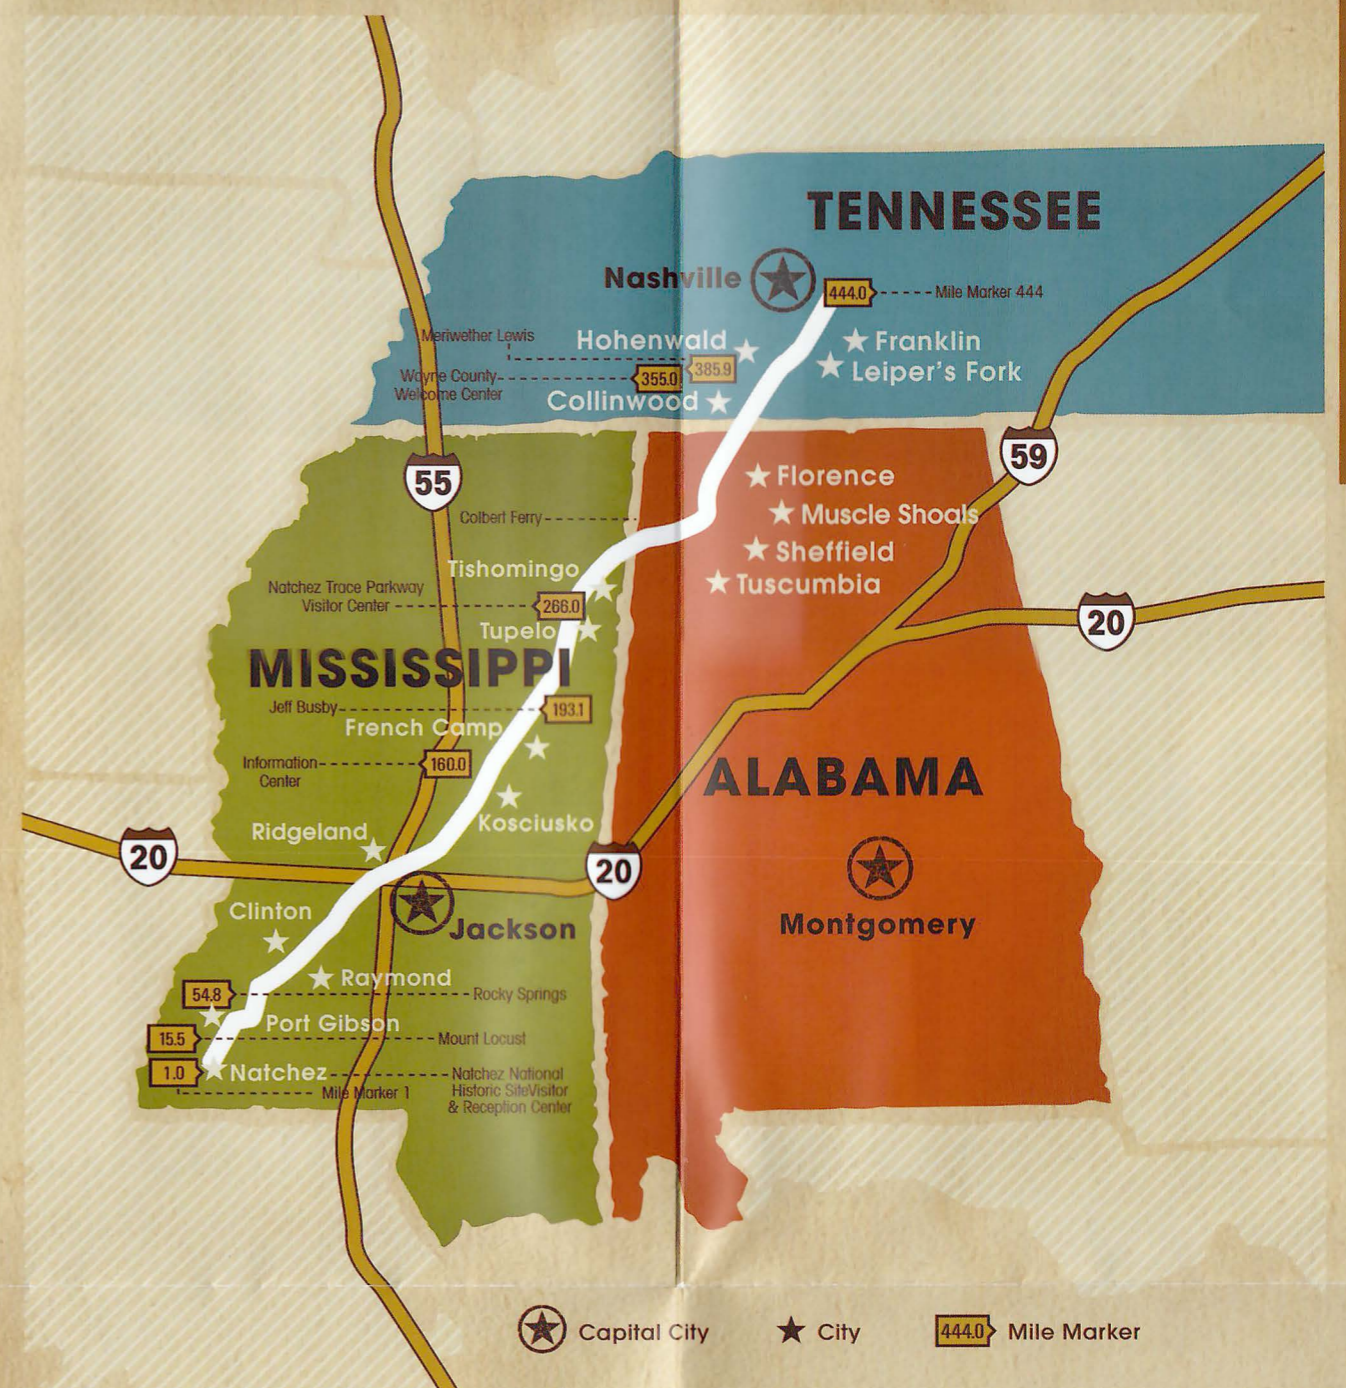 TENNESSEE
Nashville
444.0
Mile Marker 444
Meriwether Lewis
Hohenwald
Franklin
385.9
Leiper's Fork
Wayne County
Welcome Center
355.0
Collinwood
59
55
Florence
Colbert Ferry
Muscle Shoals
Sheffield
Tishomingo
Tuscumbia
Natchez Trace Parkway
Visitor Center
266.0
20
Tupelo
MISSISSIPPI
Jeff Busby
193.1
French Camp
Information
Center
160.0
ALABAMA
Kosciusko
Ridgeland
20
20
Clinton
Jackson
Montgomery
Raymond
54.8
Rocky Springs
Port Gibson
15.5
Mount Locust
1.0
Natchez
Natchez National
Historic SiteVisitor
& Reception Center
Mile Marker 1
Capital City
City
444.0
Mile Marker